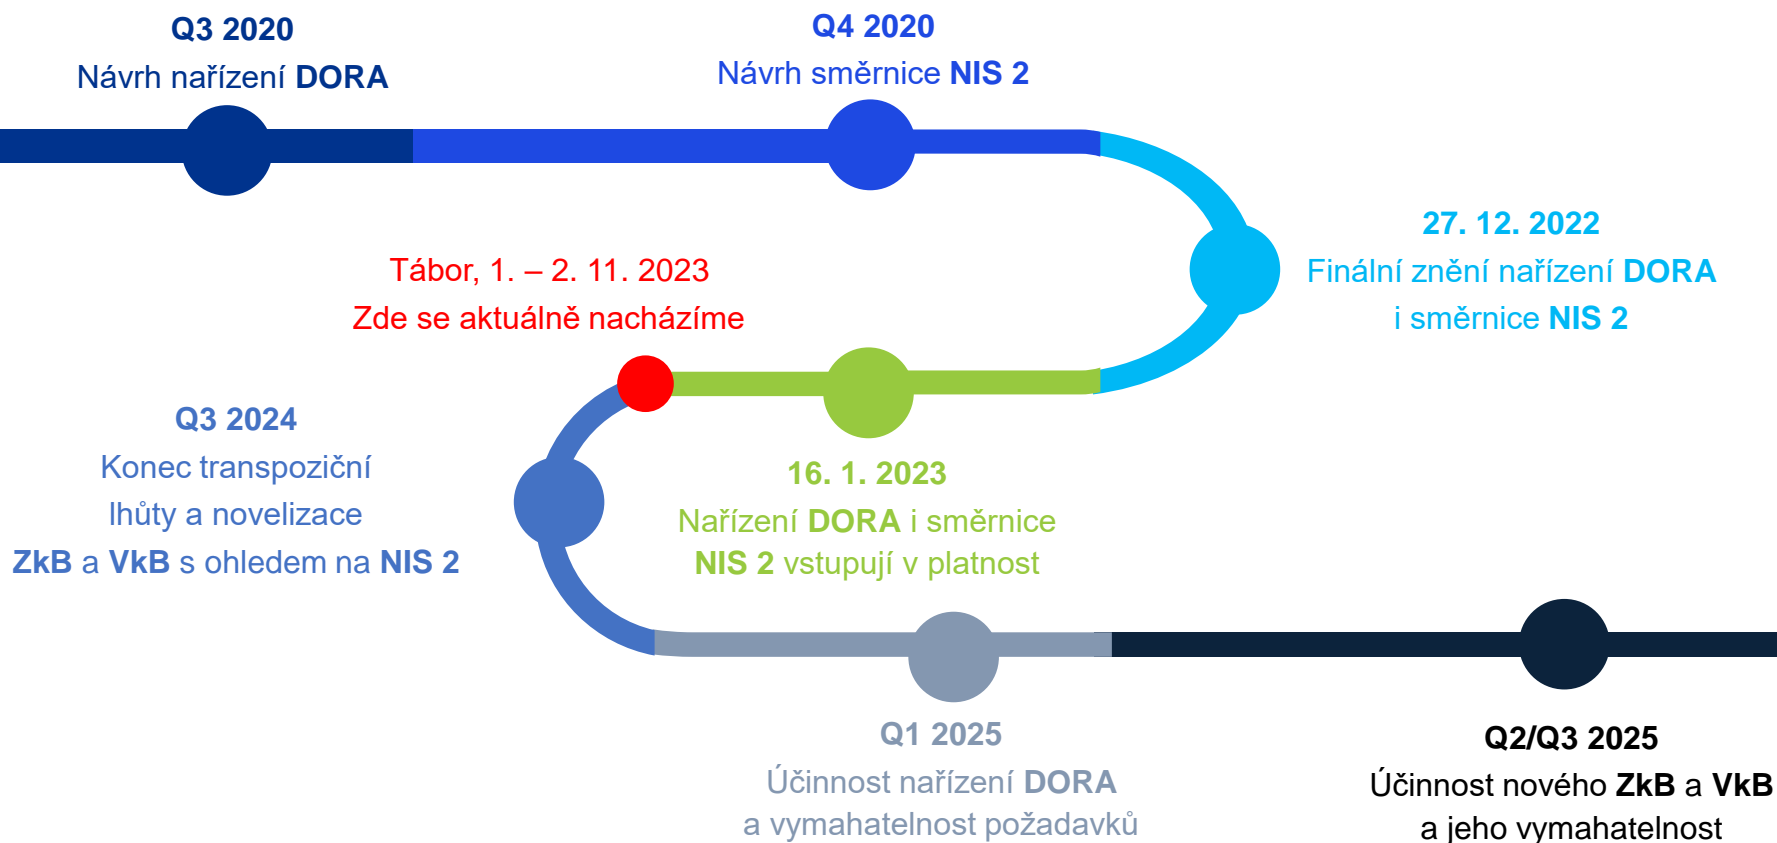 Q3 2020
Návrh nařízení DORA
Q4 2020
Návrh směrnice NIS 2
27. 12. 2022
Finální znění nařízení DORA
i směrnice NIS 2
Tábor, 1. – 2. 11. 2023
Zde se aktuálně nacházíme
16. 1. 2023
Nařízení DORA i směrnice
NIS 2 vstupují v platnost
Q3 2024
Konec transpoziční
lhůty a novelizace
ZkB a VkB s ohledem na NIS 2
Q1 2025
Účinnost nařízení DORA
a vymahatelnost požadavků
Q2/Q3 2025
Účinnost nového ZkB a VkB
a jeho vymahatelnost